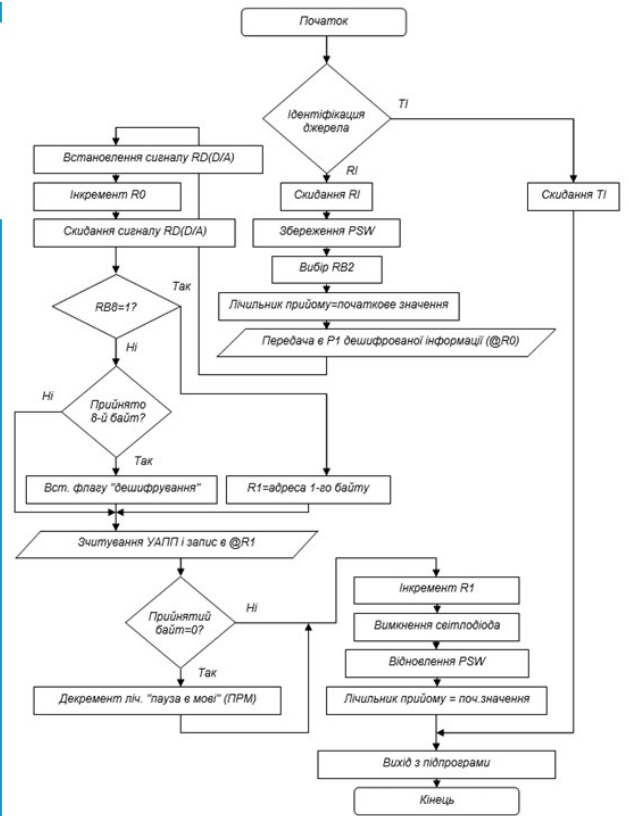 Початок
Ідентифікація
джерела
ТІ
RI
Встановлення сигналу RD(D/A)
Інкремент R0
Скидання сигналу RD(D/A)
Скидання RI
Скидання ТІ
Збереження PSW
Вибір RB2
Лічильник прийому=початкове значення
Передача є P1 дешифрованої інформації (@R0)
RB8=1?
Так
Ні
Прийнято
8-й байт?
Ні
Так
Вст. флагу "дешифрування"
R1=адреса 1-го байту
Зчитування УАПП і запис є @R1
Прийнятий
байт=0?
Ні
Так
Декремент ліч. "пауза є мові" (ПРМ)
Інкремент R1
Вимкнення світлодіода
Відновлення PSW
Лічильник прийому = поч.значення
Вихід з підпрограми
Кінець